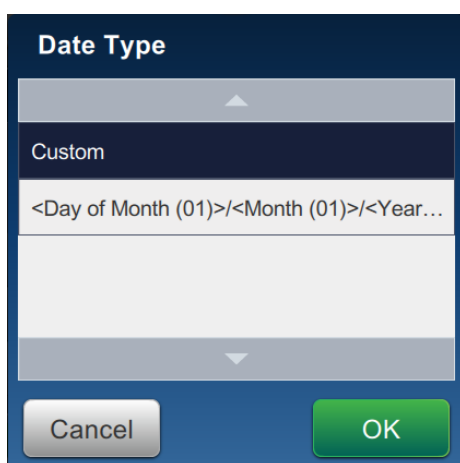 Date Type
Custom
<Day of Month (01)>/<Month (01)>/<Year…
Cancel
OK